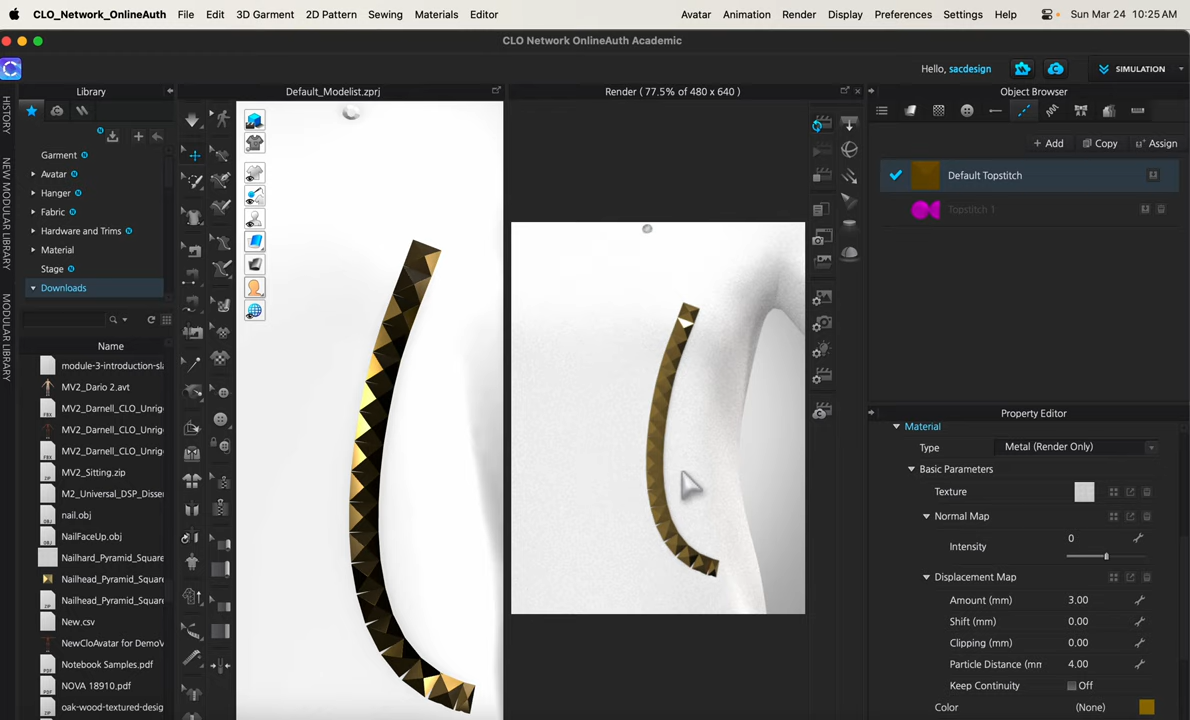 CLO_Network_OnlineAuth File Edit 3D Garment 2D Pattern Sewing Materials Editor Avatar Animation Render Display Preferences Settings Help Sun Mar 24 10:25 AM
CLO Network OnlineAuth Academic
Hello, sacdesign SIMULATION
Library Default_Modelist.zprj Render ( 77.5% of 480 x 640 ) Object Browser
HISTORY
NEW MODULAR LIBRARY
MODULAR LIBRARY
Add Copy Assign
Garment
Avatar
Hanger
Fabric
Hardware and Trims
Material
Stage
Downloads
Default Topstitch
Topstitch 1
Name
module-3-introduction-sla
MV2_Dario 2.avt
MV2_Darnell_CLO_Unrig
MV2_Darnell_CLO_Unrig
MV2_Darnell_CLO_Unrig
MV2_Sitting.zip
M2_Universal_DSP_Disse
nail.obj
NailFaceUp.obj
Nailhard_Pyramid_Square
Nailhead_Pyramid_Square
Nailhead_Pyramid_Square
New.csv
NewCloAvatar for DemoV
Notebook Samples.pdf
NOVA 18910.pdf
oak-wood-textured-desig
Property Editor
Material
Type Metal (Render Only)
Basic Parameters
Texture
Normal Map
Intensity 0
Displacement Map
Amount (mm) 3.00
Shift (mm) 0.00
Clipping (mm) 0.00
Particle Distance (mm 4.00
Keep Continuity Off
Color (None)